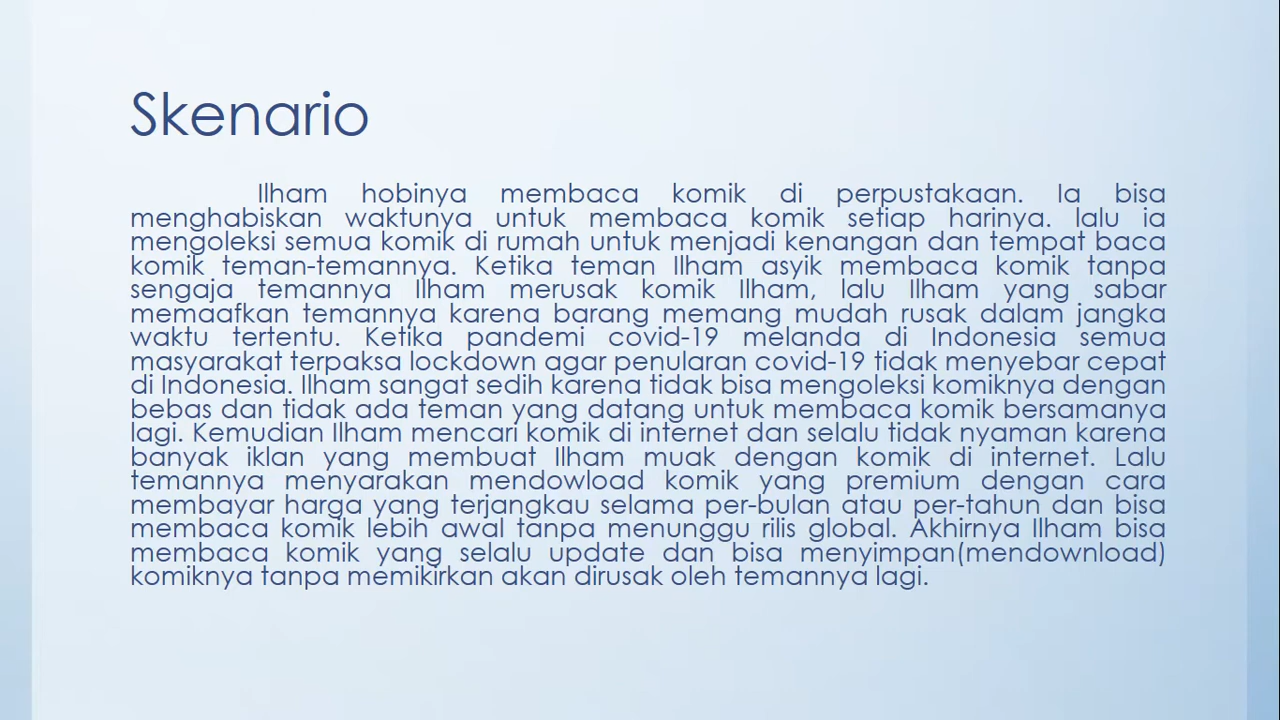 Skenario
Ilham hobinya membaca komik di perpustakaan. Ia bisa
menghabiskan waktunya untuk membaca komik setiap harinya. lalu ia
mengoleksi semua komik di rumah untuk menjadi kenangan dan tempat baca
komik teman-temannya. Ketika teman Ilham asyik membaca komik tanpa
sengaja temannya Ilham merusak komik Ilham, lalu Ilham yang sabar
memaafkan temannya karena barang memang mudah rusak dalam jangka
waktu tertentu. Ketika pandemi covid-19 melanda di Indonesia semua
masyarakat terpaksa lockdown agar penularan covid-19 tidak menyebar cepat
di Indonesia. Ilham sangat sedih karena tidak bisa mengoleksi komiknya dengan
bebas dan tidak ada teman yang datang untuk membaca komik bersamanya
lagi. Kemudian Ilham mencari komik di internet dan selalu tidak nyaman karena
banyak iklan yang membuat Ilham muak dengan komik di internet. Lalu
temannya menyarakan mendowload komik yang premium dengan cara
membayar harga yang terjangkau selama per-bulan atau per-tahun dan bisa
membaca komik lebih awal tanpa menunggu rilis global. Akhirnya Ilham bisa
membaca komik yang selalu update dan bisa menyimpan(mendownload)
komiknya tanpa memikirkan akan dirusak oleh temannya lagi.